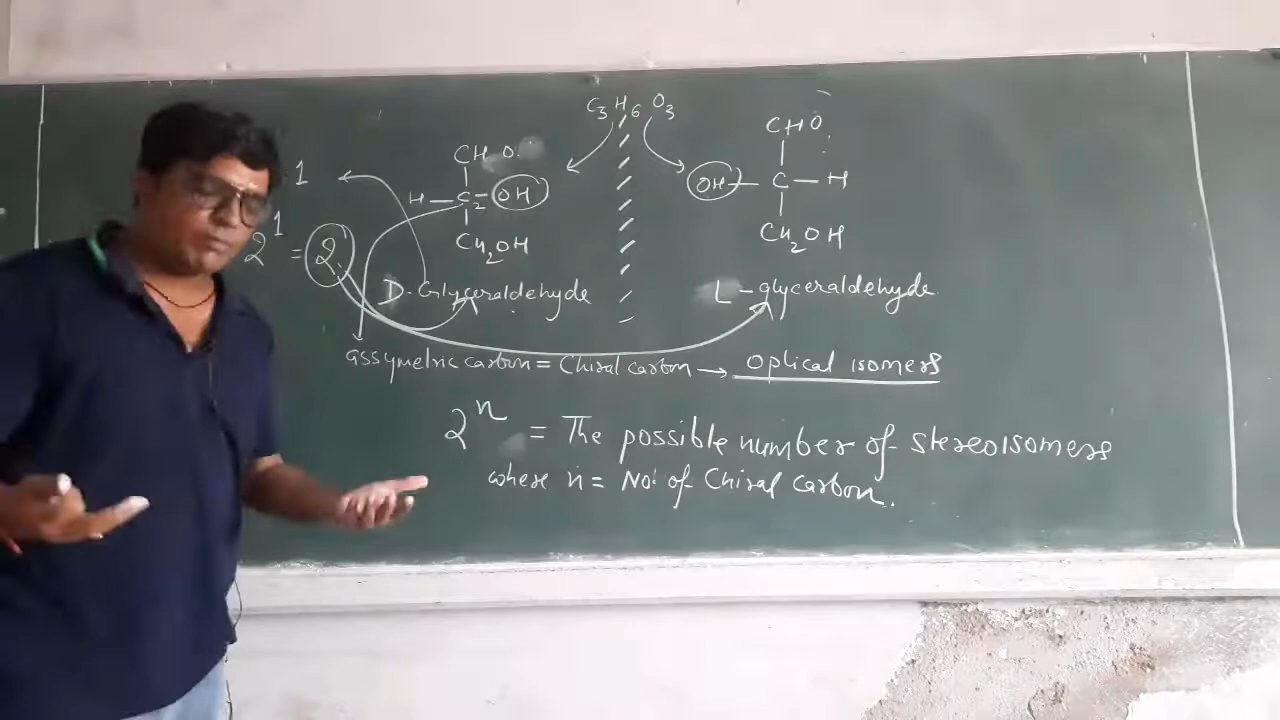 C3H6O3
CHO
CHO
1
H-C2-OH
OH-C-H
2^1 = 2
CH2OH
CH2OH
D-Glyceraldehyde
L-glyceraldehyde
assymetric carbon = Chiral carbon → Optical isomers
2^n = The possible number of stereoisomers
where n = No: of Chiral carbon.